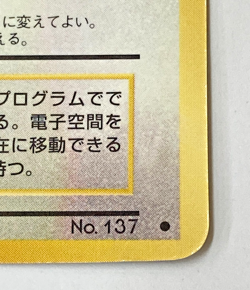 に変えてよい。
える。
プログラムでで
る。電子空間を
在に移動できる
持つ。
No. 137 ●